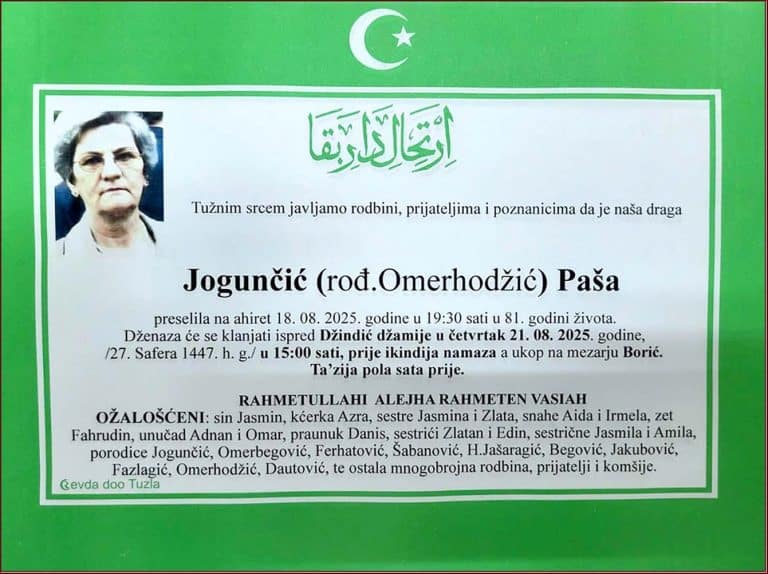 اِرْتِحَالِ دَارِ بَقَا
Tužnim srcem javljamo rodbini, prijateljima i poznanicima da je naša draga
Jogunčić (rođ.Omerhodžić) Paša
preselila na ahiret 18. 08. 2025. godine u 19:30 sati u 81. godini života.
Dženaza će se klanjati ispred Džindić džamije u četvrtak 21. 08. 2025. godine,
/27. Safera 1447. h. g./ u 15:00 sati, prije ikindija namaza a ukop na mezarju Borić.
Ta’zija pola sata prije.
RAHMETULLAHI ALEJHA RAHMETEN VASIAH
OŽALOŠĆENI: sin Jasmin, kćerka Azra, sestre Jasmina i Zlata, snahe Aida i Irmela, zet
Fahrudin, unučad Adnan i Omar, praunuk Danis, sestrići Zlatan i Edin, sestrične Jasmila i Amila,
porodice Jogunčić, Omerbegović, Ferhatović, Šabanović, H.Jašaragić, Begović, Jakubović,
Fazlagić, Omerhodžić, Dautović, te ostala mnogobrojna rodbina, prijatelji i komšije.
evda doo Tuzla